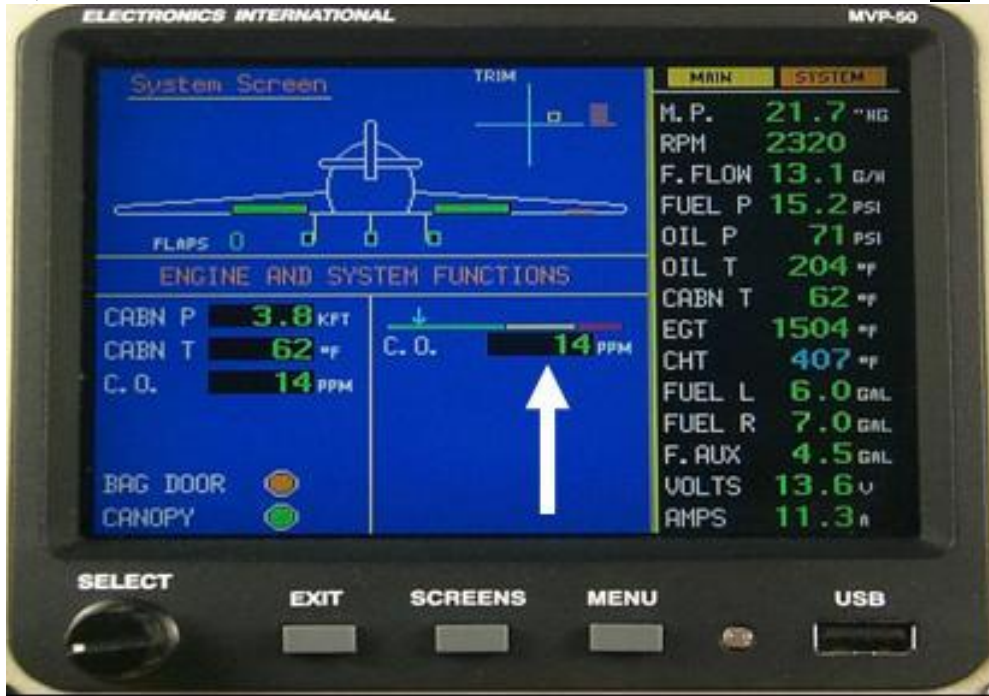 ELECTRONICS INTERNATIONAL MVP-50
System Screen
TRIM
FLAPS 0
ENGINE AND SYSTEM FUNCTIONS
CABN P 3.8 KFT
CABN T 62 °F
C.O. 14 PPM
BAG DOOR
CANOPY
C.O. 14 PPM
MAIN SYSTEM
M.P. 21.7 "HG
RPM 2320
F.FLOW 13.1 G/H
FUEL P 15.2 PSI
OIL P 71 PSI
OIL T 204 °F
CABN T 62 °F
EGT 1504 °F
CHT 407 °F
FUEL L 6.0 GAL
FUEL R 7.0 GAL
F.AUX 4.5 GAL
VOLTS 13.6 V
AMPS 11.3 A
SELECT EXIT SCREENS MENU USB